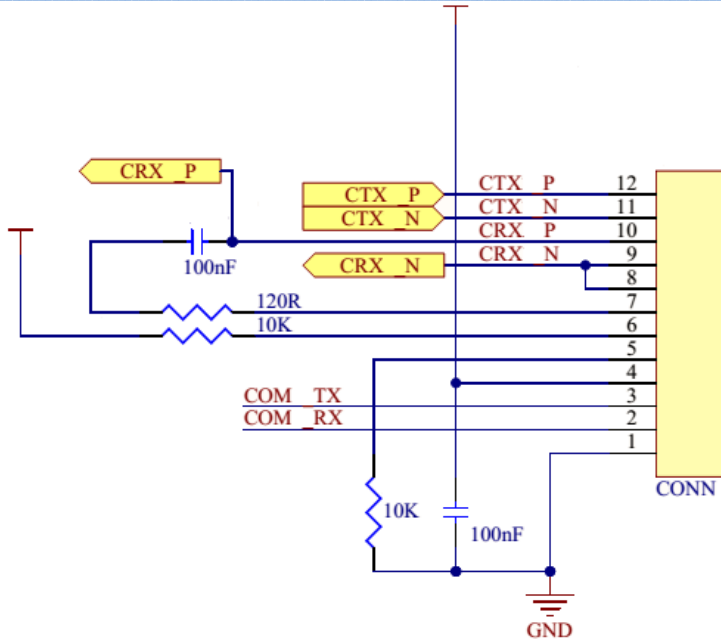 CRX _P
CTX _P
CTX _P
12
CTX _N
CTX _N
11
CRX _P
10
100nF
CRX _N
CRX _N
9
8
120R
7
10K
6
5
4
COM _TX
3
COM _RX
2
1
CONN
10K
100nF
GND